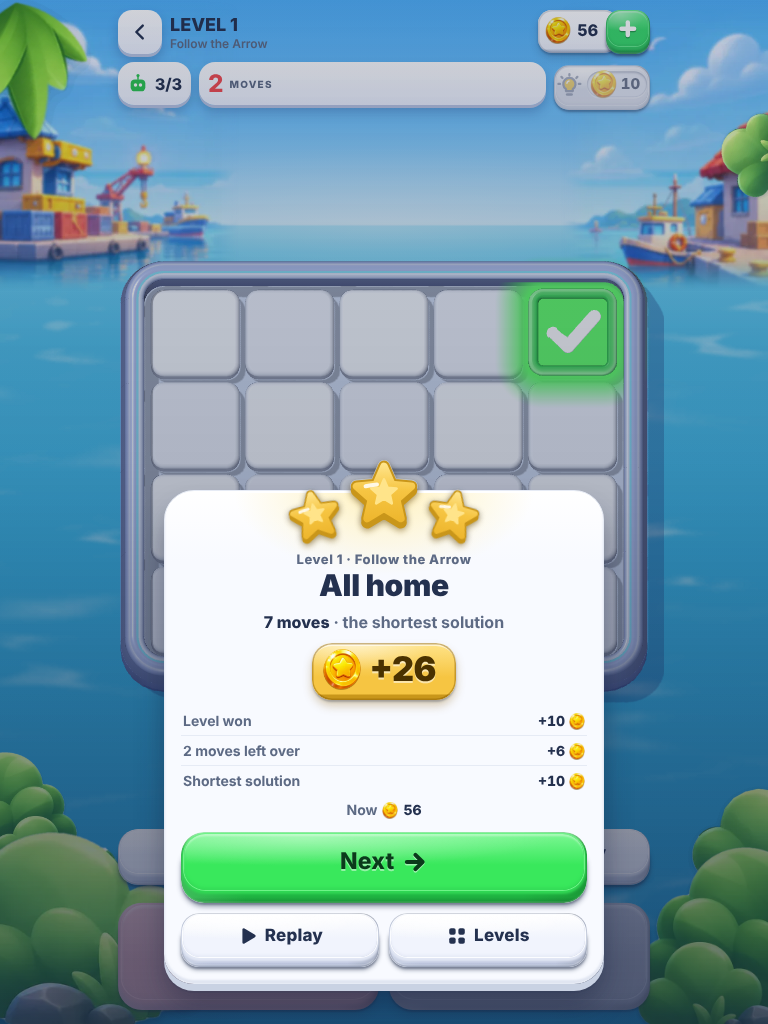 LEVEL 1
Follow the Arrow
56
3/3
2 MOVES
10
Level 1 · Follow the Arrow
All home
7 moves · the shortest solution
+26
Level won +10
2 moves left over +6
Shortest solution +10
Now 56
Next
Replay
Levels